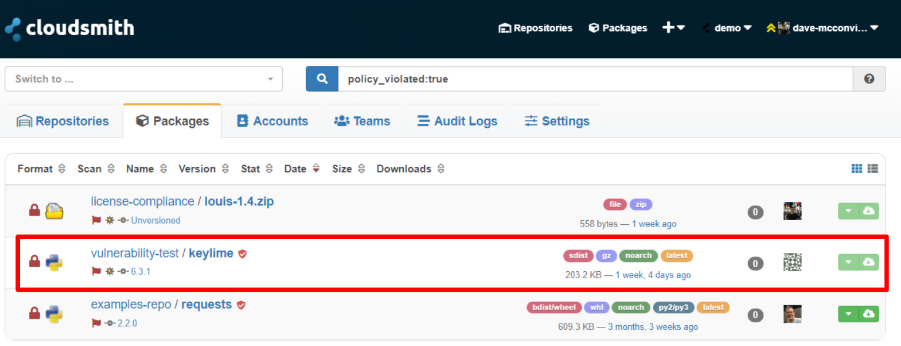 cloudsmith
Repositories Packages demo dave-mcconvi...
Switch to ... policy_violated:true
Repositories Packages Accounts Teams Audit Logs Settings
Format Scan Name Version Stat Date Size Downloads
license-compliance / louis-1.4.zip
file zip
Unversioned
558 bytes — 1 week ago
0
vulnerability-test / keylime
sdist gz noarch latest
6.3.1
203.2 KB — 1 week, 4 days ago
0
examples-repo / requests
bdist/wheel whl noarch py2/py3 latest
2.2.0
609.3 KB — 3 months, 3 weeks ago
0